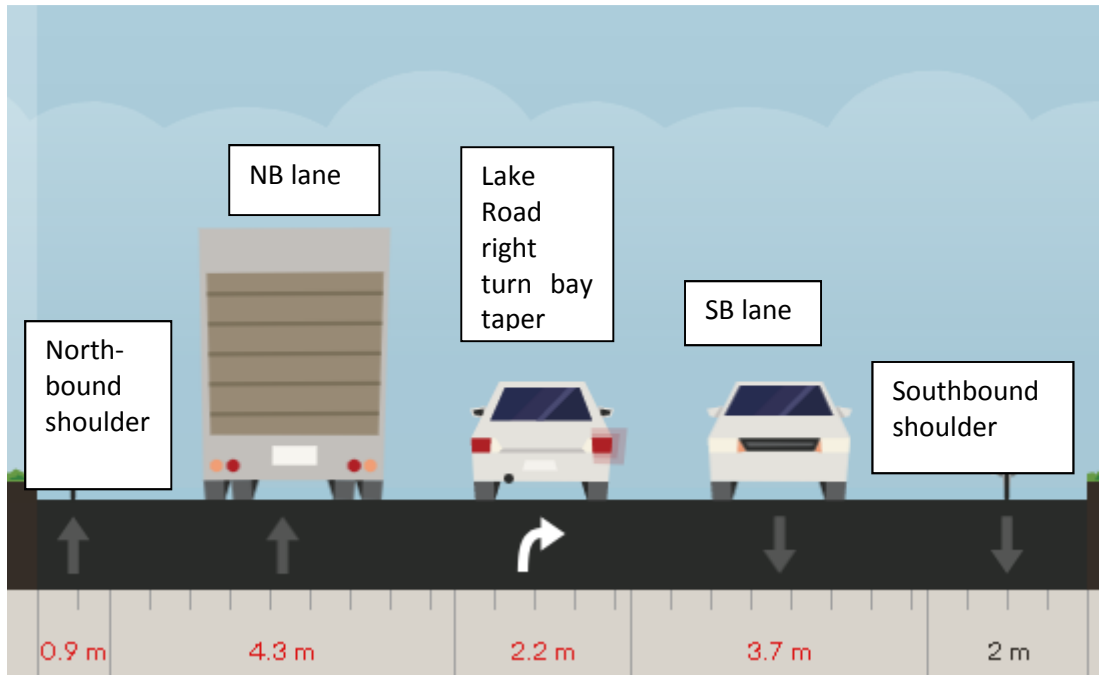 NB lane
Lake
Road
right
turn bay
taper
SB lane
North-
bound
shoulder
Southbound
shoulder
0.9 m
4.3 m
2.2 m
3.7 m
2 m